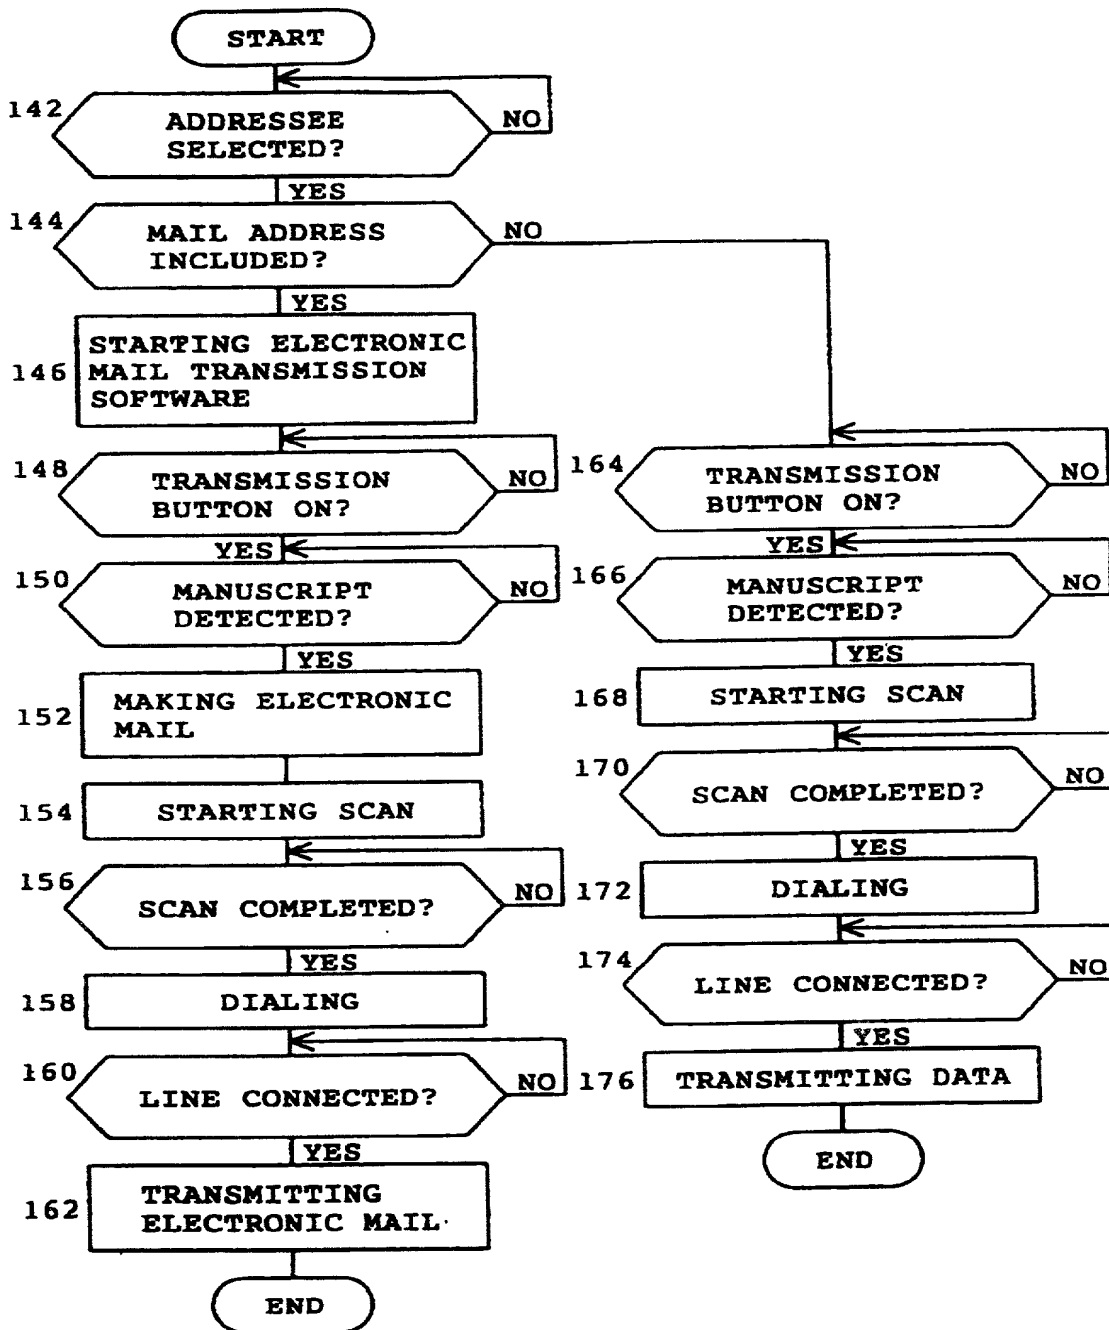 START
142
ADDRESSEE
SELECTED?
NO
YES
144
MAIL ADDRESS
INCLUDED?
NO
YES
146
STARTING ELECTRONIC
MAIL TRANSMISSION
SOFTWARE
148
TRANSMISSION
BUTTON ON?
NO
YES
150
MANUSCRIPT
DETECTED?
NO
YES
152
MAKING ELECTRONIC
MAIL
154
STARTING SCAN
156
SCAN COMPLETED?
NO
YES
158
DIALING
160
LINE CONNECTED?
NO
YES
162
TRANSMITTING
ELECTRONIC MAIL
END
164
TRANSMISSION
BUTTON ON?
NO
YES
166
MANUSCRIPT
DETECTED?
NO
YES
168
STARTING SCAN
170
SCAN COMPLETED?
NO
YES
172
DIALING
174
LINE CONNECTED?
NO
YES
176
TRANSMITTING DATA
END